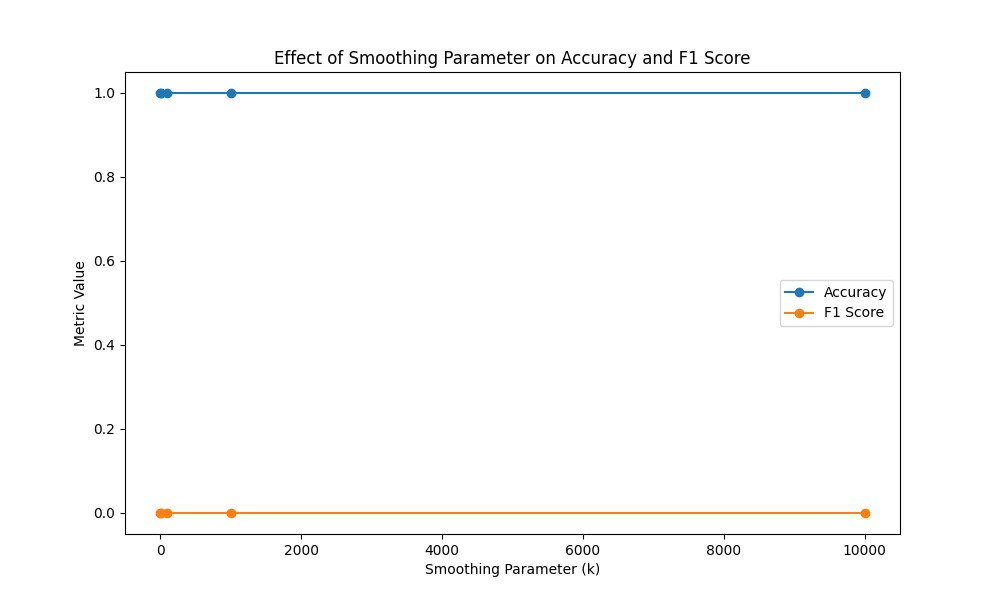 Effect of Smoothing Parameter on Accuracy and F1 Score
1.0
0.8
0.6
0.4
0.2
0.0
Metric Value
Accuracy
F1 Score
0 2000 4000 6000 8000 10000
Smoothing Parameter (k)